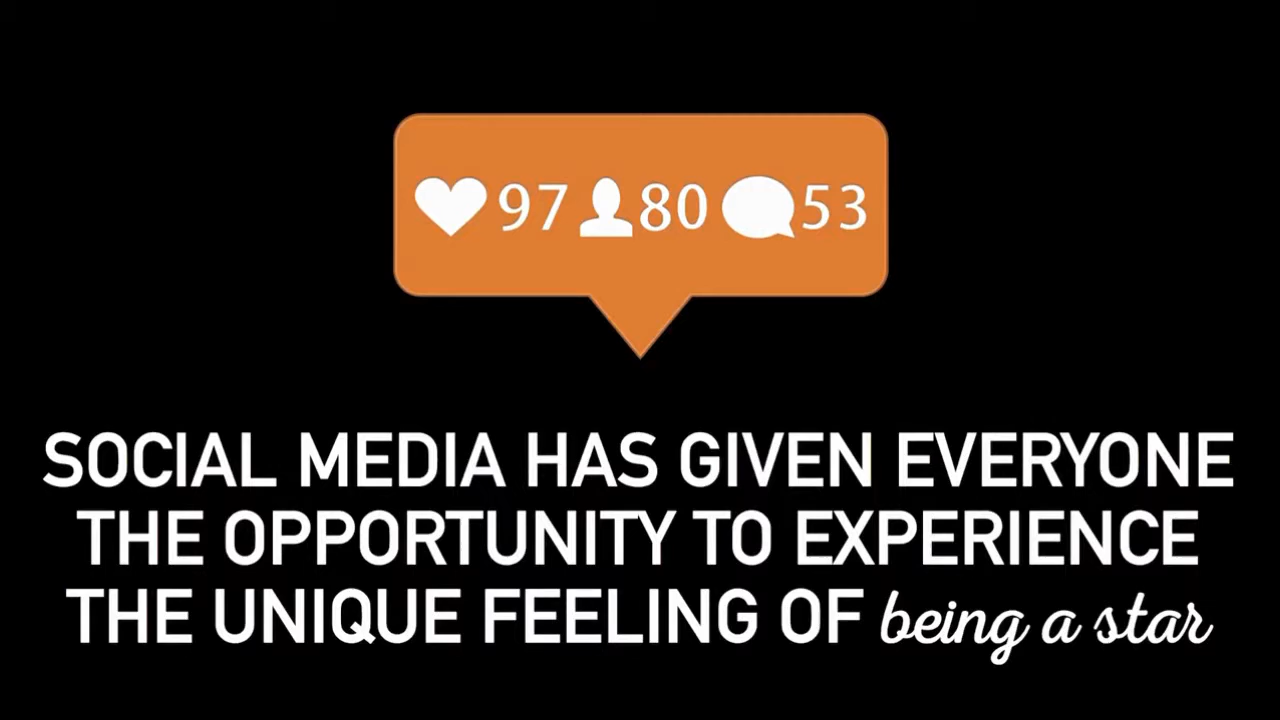 97 80 53
SOCIAL MEDIA HAS GIVEN EVERYONE
THE OPPORTUNITY TO EXPERIENCE
THE UNIQUE FEELING OF being a star